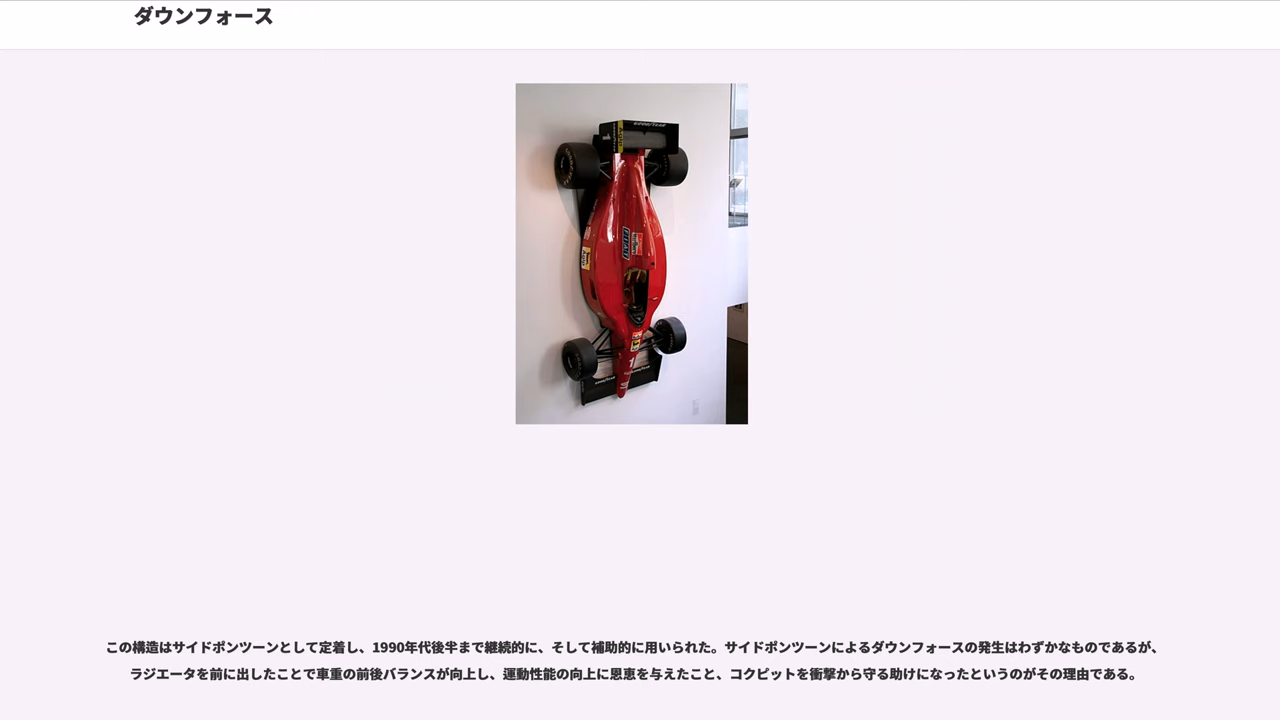 ダウンフォース
この構造はサイドポンツーンとして定着し、1990年代後半まで継続的に、そして補助的に用いられた。サイドポンツーンによるダウンフォースの発生はわずかなものであるが、
ラジエータを前に出したことで車重の前後バランスが向上し、運動性能の向上に恩恵を与えたこと、コクピットを衝撃から守る助けになったというのがその理由である。